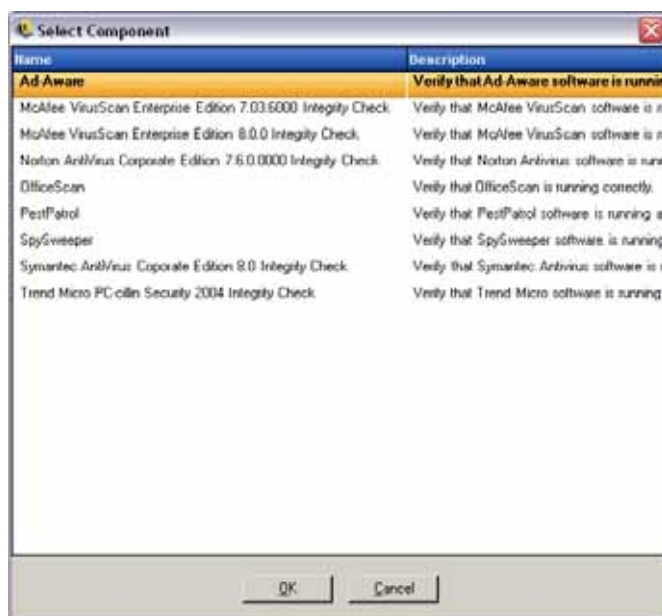 Select Component
Name Description
Ad-Aware Verify that Ad-Aware software is runni
McAfee VirusScan Enterprise Edition 7.03.6000 Integrity Check Verify that McAfee VirusScan software is r
McAfee VirusScan Enterprise Edition 8.0.0 Integrity Check Verify that McAfee VirusScan software is r
Norton AntiVirus Corporate Edition 7.6.0.0000 Integrity Check Verify that Norton Antivirus software is run
OfficeScan Verify that OfficeScan is running correctly.
PestPatrol Verify that PestPatrol software is running a
SpySweeper Verify that SpySweeper software is running
Symantec AntiVirus Coporate Edition 8.0 Integrity Check Verify that Symantec Antivirus software is r
Trend Micro PC-cillin Security 2004 Integrity Check Verify that Trend Micro software is running
OK Cancel